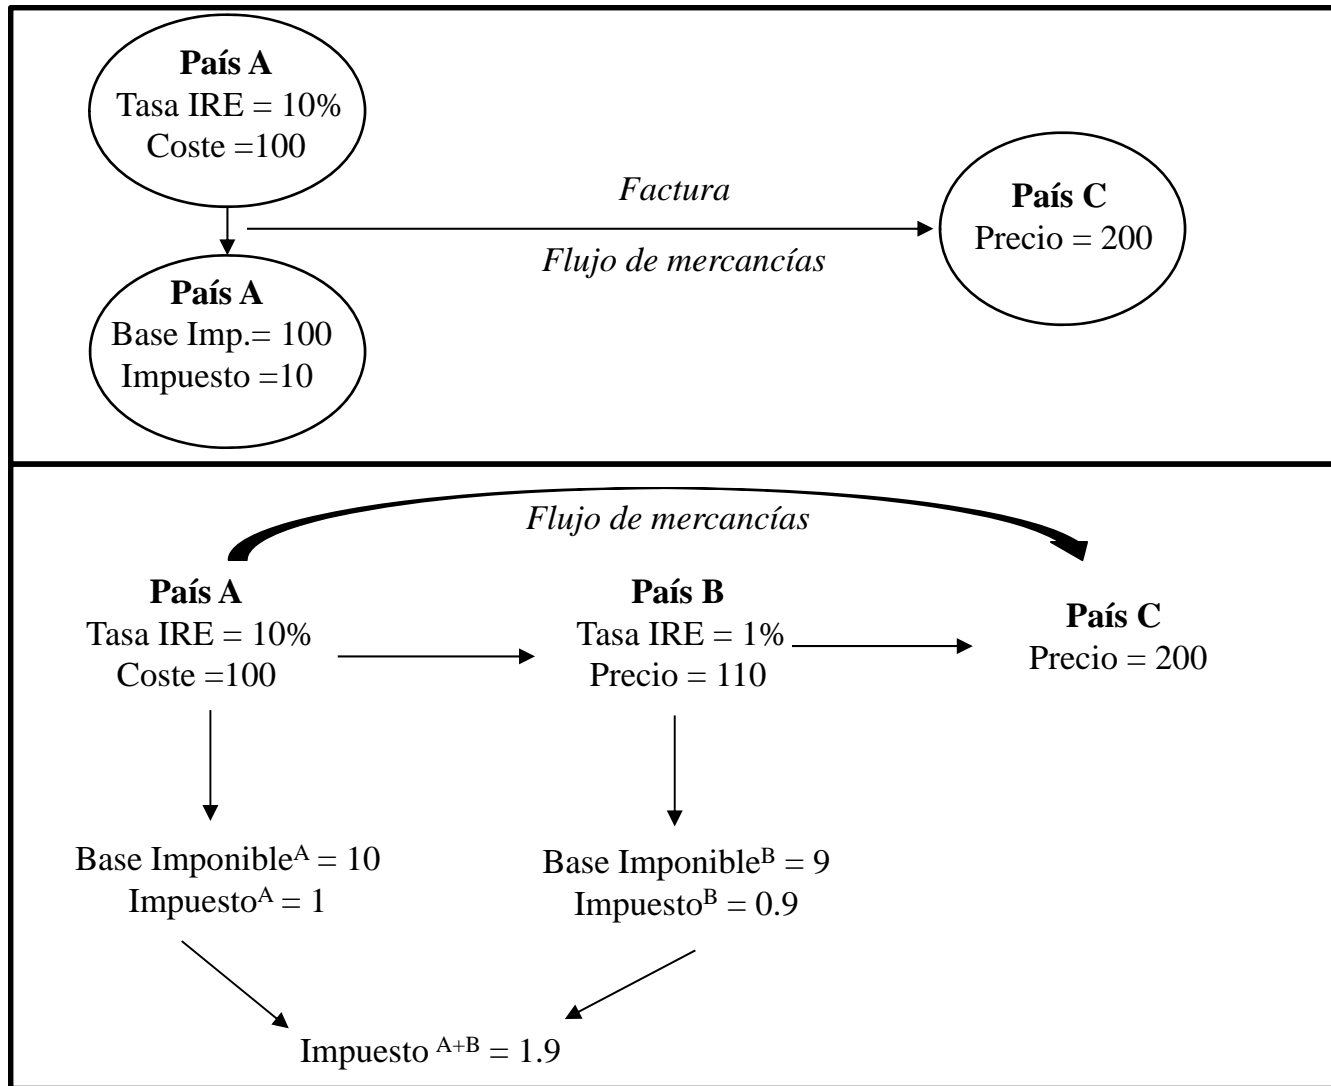 País A
Tasa IRE = 10%
Coste =100
Factura
Flujo de mercancías
País C
Precio = 200
País A
Base Imp.= 100
Impuesto =10
Flujo de mercancías
País A
Tasa IRE = 10%
Coste =100
País B
Tasa IRE = 1%
Precio = 110
País C
Precio = 200
Base Imponible^A = 10
Impuesto^A = 1
Base Imponible^B = 9
Impuesto^B = 0.9
Impuesto ^A+B = 1.9